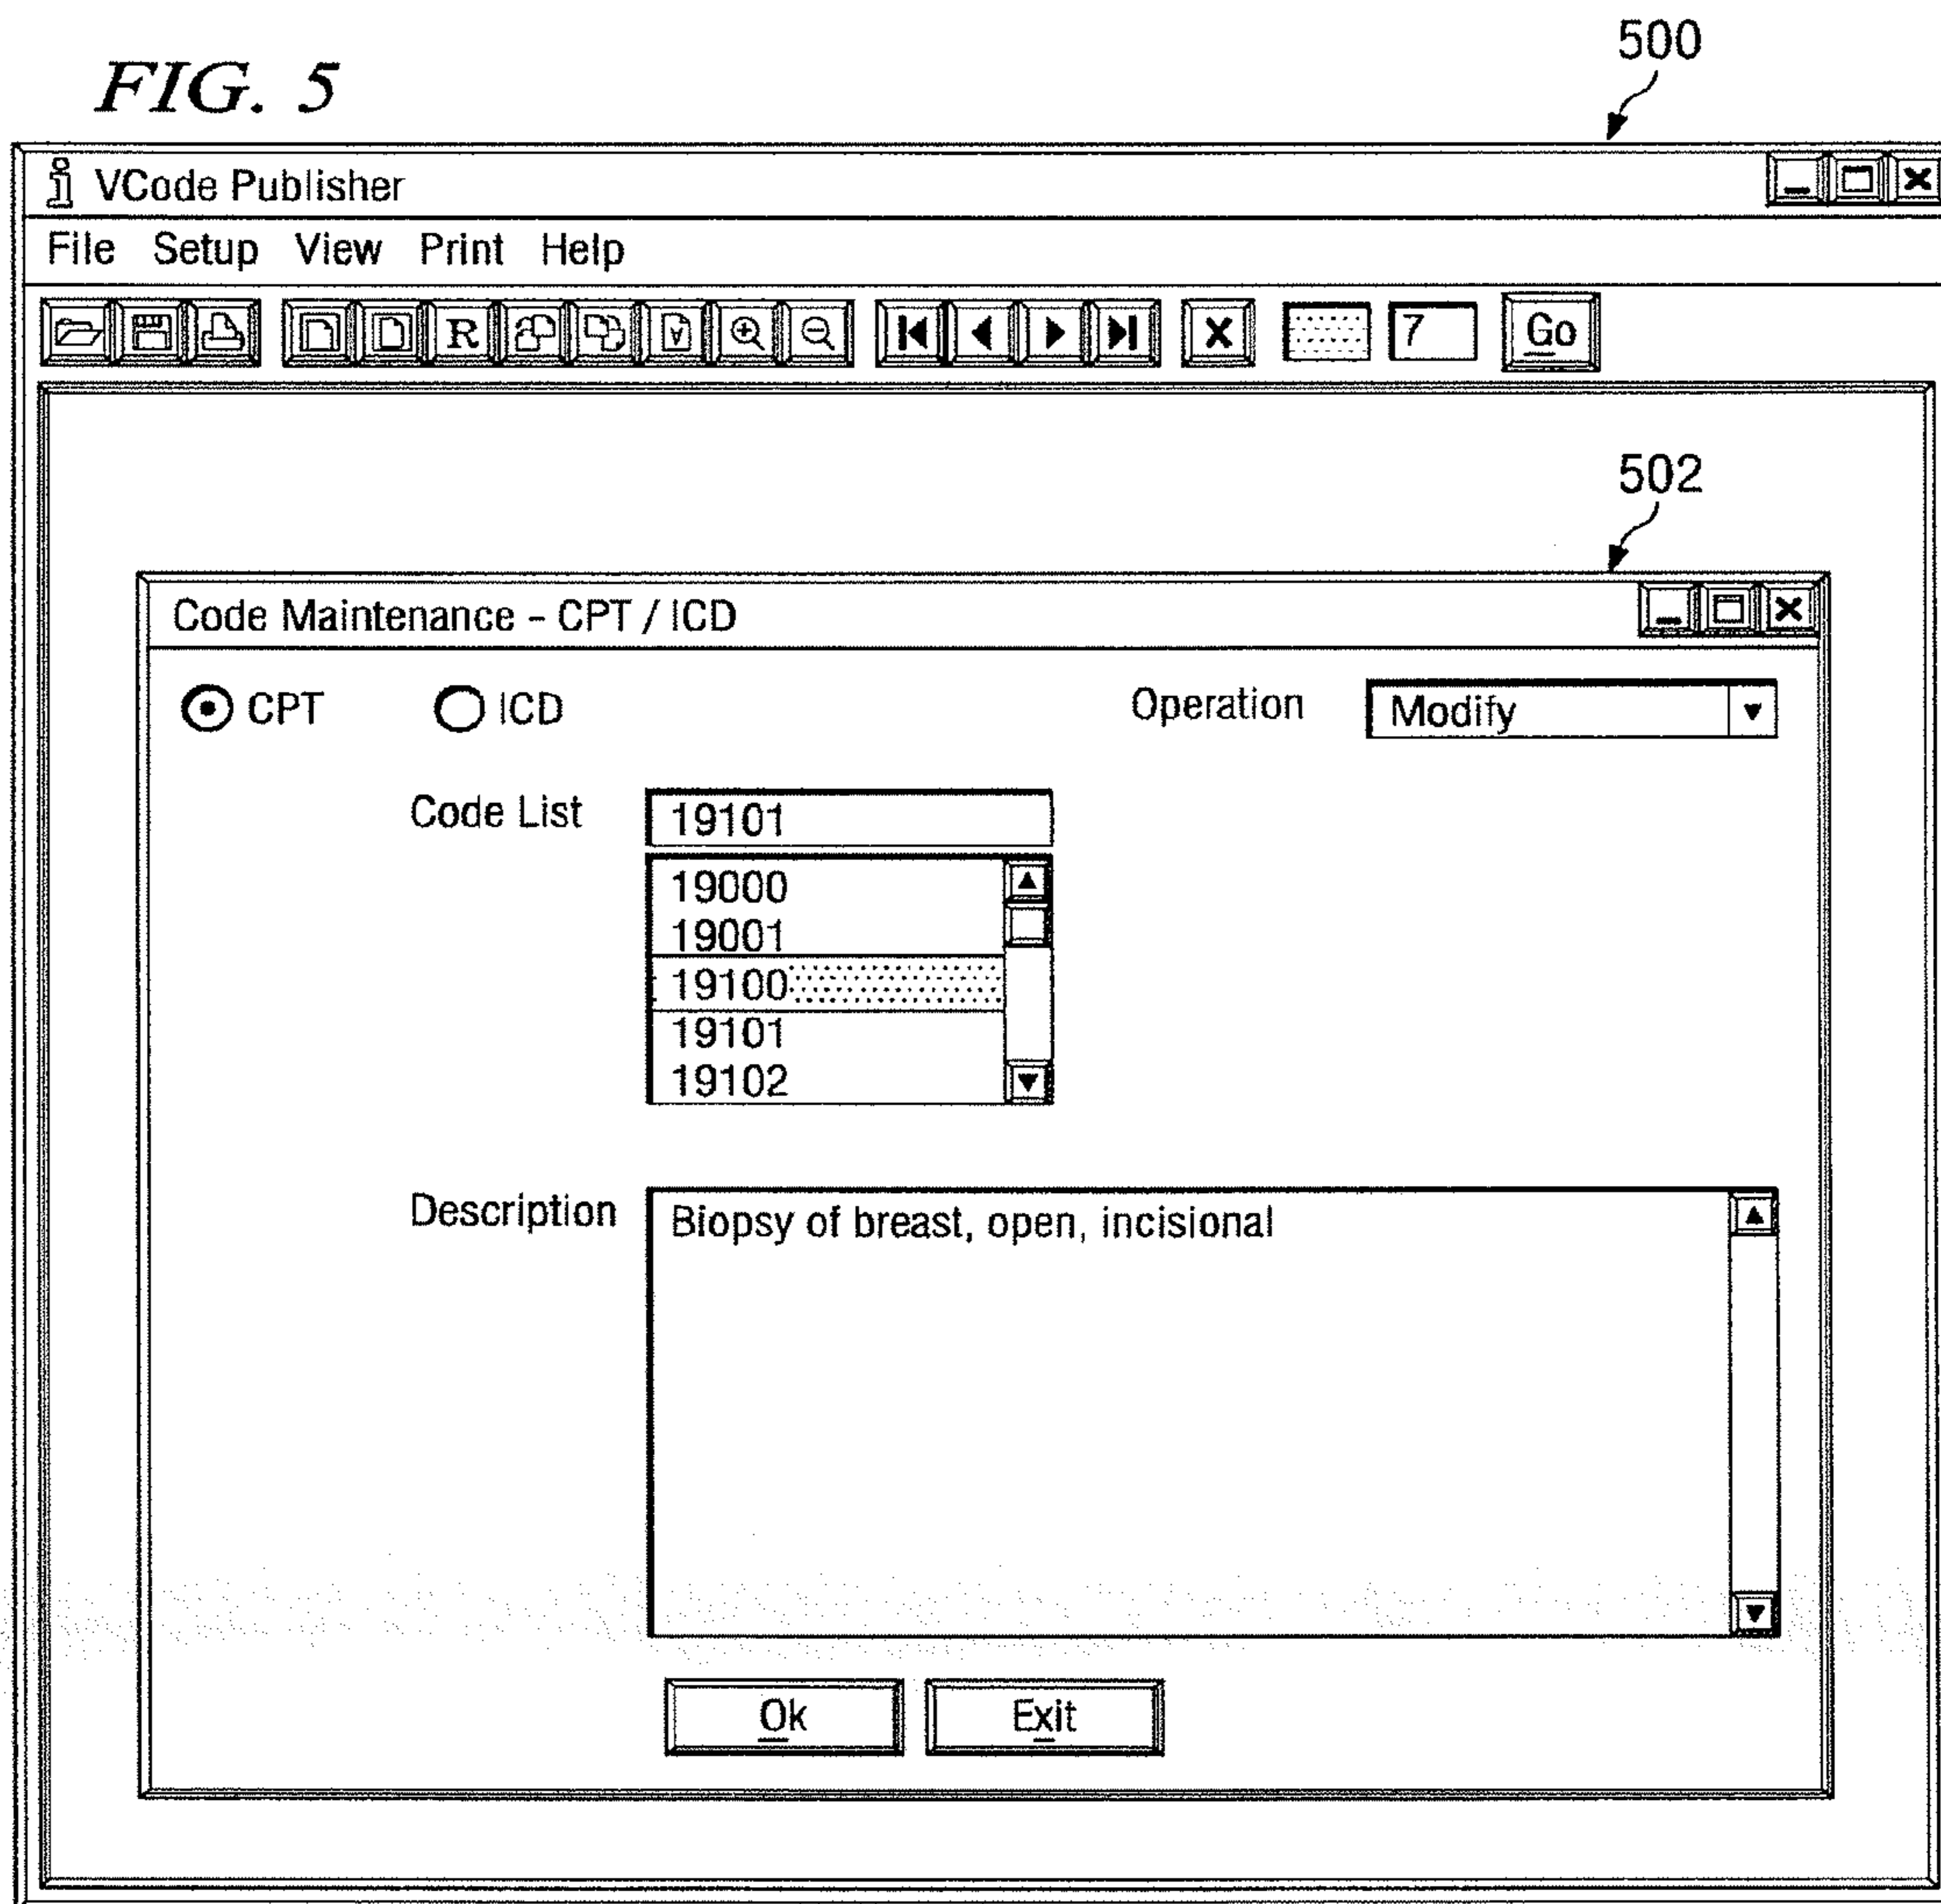 FIG. 5
500
VCode Publisher
File Setup View Print Help
R A 7 Go
502
Code Maintenance - CPT / ICD
CPT ICD Operation Modify
Code List 19101
19000
19001
19100
19101
19102
Description Biopsy of breast, open, incisional
Ok Exit